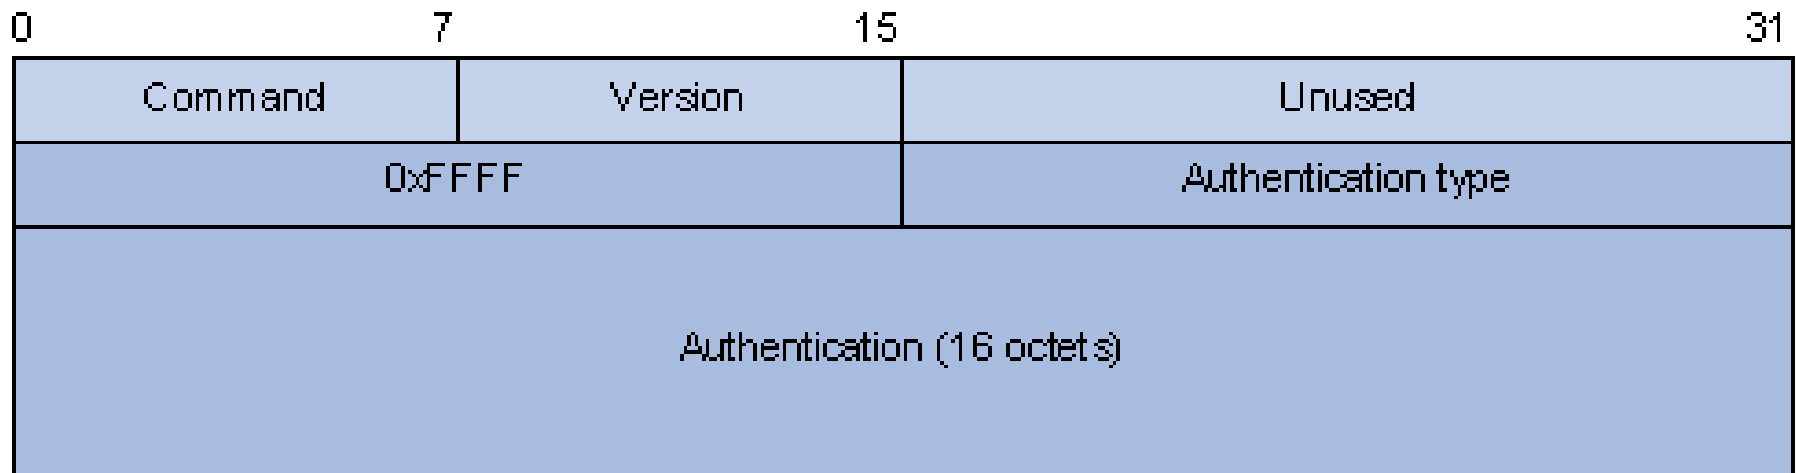 0 7 15 31
Command Version Unused
0xFFFF Authentication type
Authentication (16 octets)